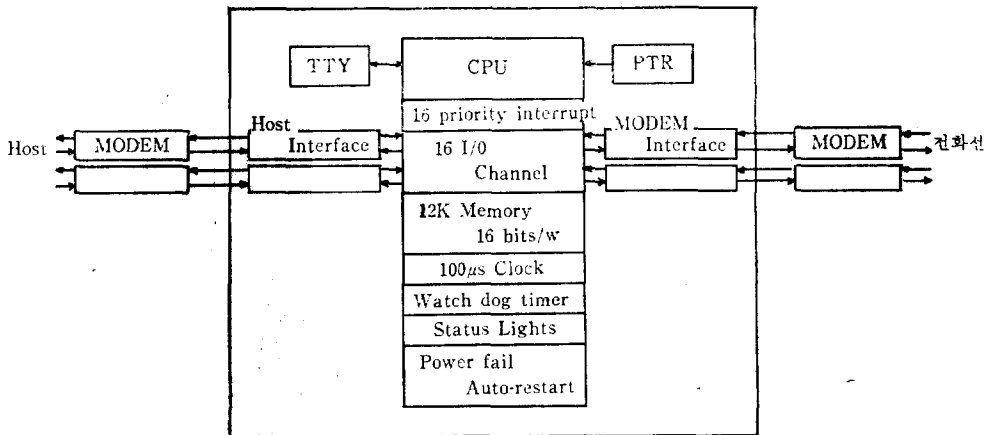 TTY
CPU
PTR
16 priority interrupt
Host
MODEM
Host
MODEM
Interface
16 I/0
Channel
Interface
MODEM
전화선
12K Memory
16 bits/w
100μs Clock
Watch dog timer
Status Lights
Power fail
Auto-restart